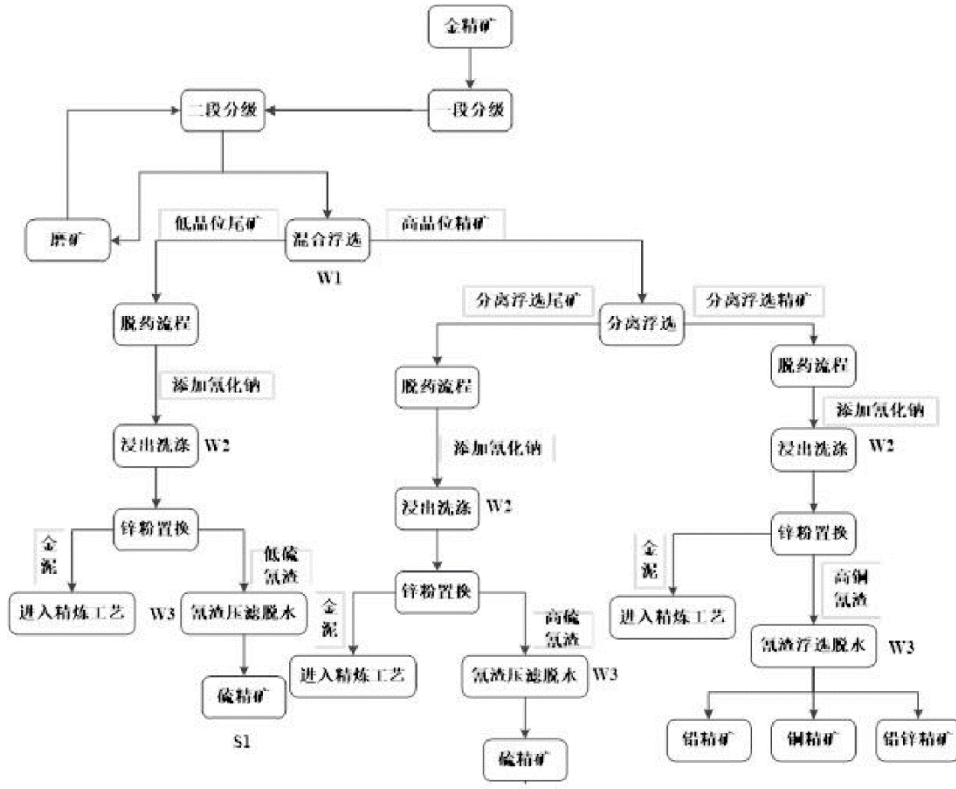 金精矿
二段分级
一段分级
低品位尾矿
高品位精矿
磨矿
混合浮选
W1
分离浮选尾矿
分离浮选精矿
分离浮选
脱药流程
脱药流程
脱药流程
添加氰化钠
添加氰化钠
添加氰化钠
浸出洗涤
W2
浸出洗涤
W2
浸出洗涤
W2
锌粉置换
锌粉置换
锌粉置换
金
泥
低硫
氰渣
金
泥
高硫
氰渣
金
泥
高铜
氰渣
进入精炼工艺
W3
氰渣压滤脱水
进入精炼工艺
氰渣压滤脱水
W3
进入精炼工艺
氰渣浮选脱水
W3
硫精矿
S1
硫精矿
铅精矿
铜精矿
铅锌精矿